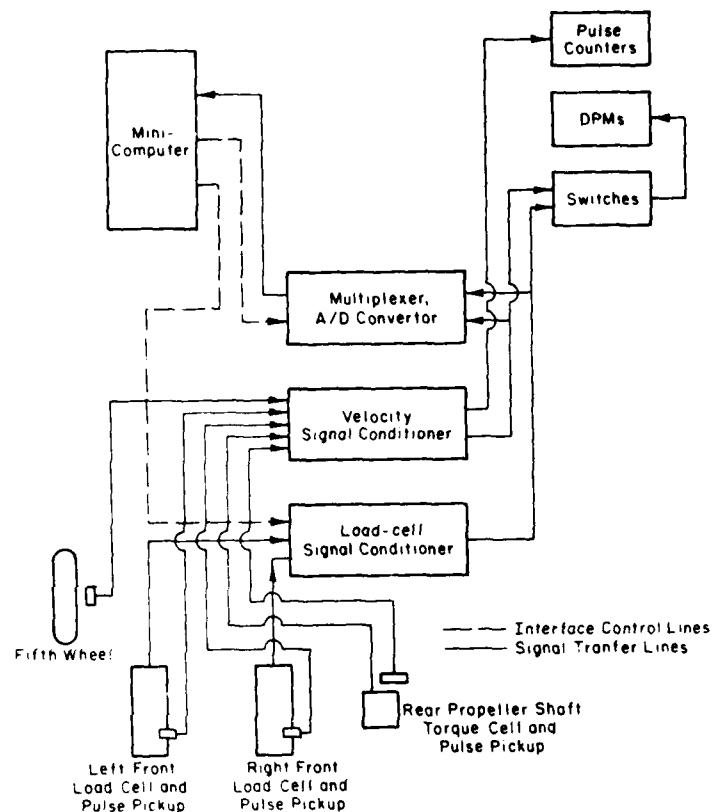 Pulse
Counters
DPMs
Mini-
Computer
Switches
Multiplexer,
A/D Convertor
Velocity
Signal Conditioner
Load-cell
Signal Conditioner
Fifth Wheel
Interface Control Lines
Signal Tranfer Lines
Rear Propeller Shaft
Torque Cell and
Pulse Pickup
Left Front
Load Cell and
Pulse Pickup
Right Front
Load Cell and
Pulse Pickup